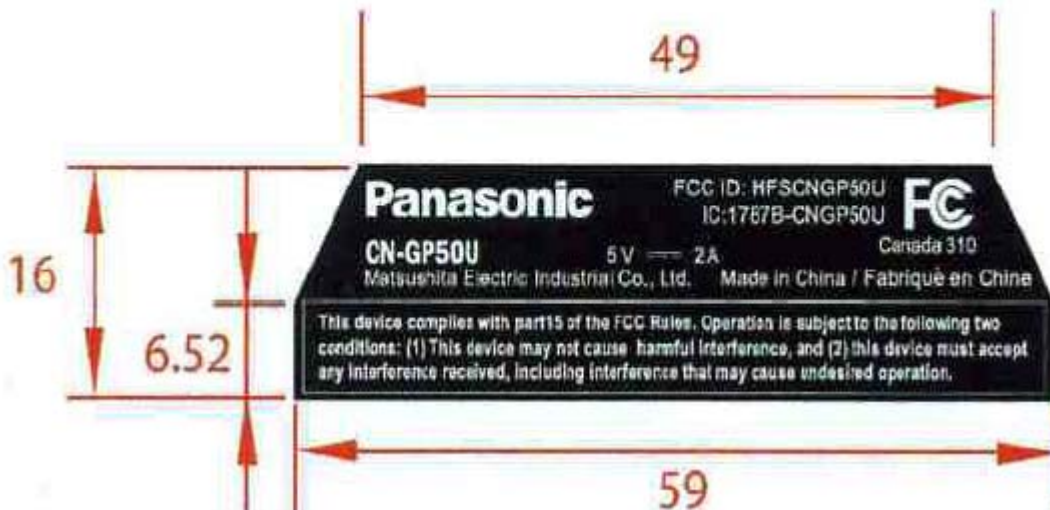 49
Panasonic
FCC ID: HFSCNGP50U
IC:1767B-CNGP50U
FC
CN-GP50U
5V ⎓ 2A
Canada 310
Matsushita Electric Industrial Co., Ltd.
Made in China / Fabriqué en Chine
16
6.52
This device complies with part15 of the FCC Rules. Operation is subject to the following two
conditions: (1) This device may not cause harmful interference, and (2) this device must accept
any interference received, including interference that may cause undesired operation.
59